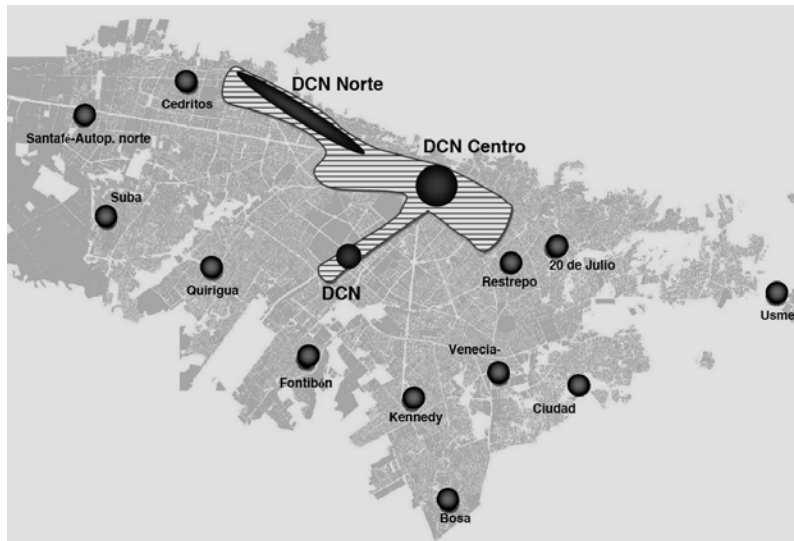 DCN Norte
Cedritos
Santafé-Autop. norte
DCN Centro
Suba
20 de Julio
Quirigua
Restrepo
DCN
Usme
Venecia-
Fontibón
Ciudad
Kennedy
Bosa